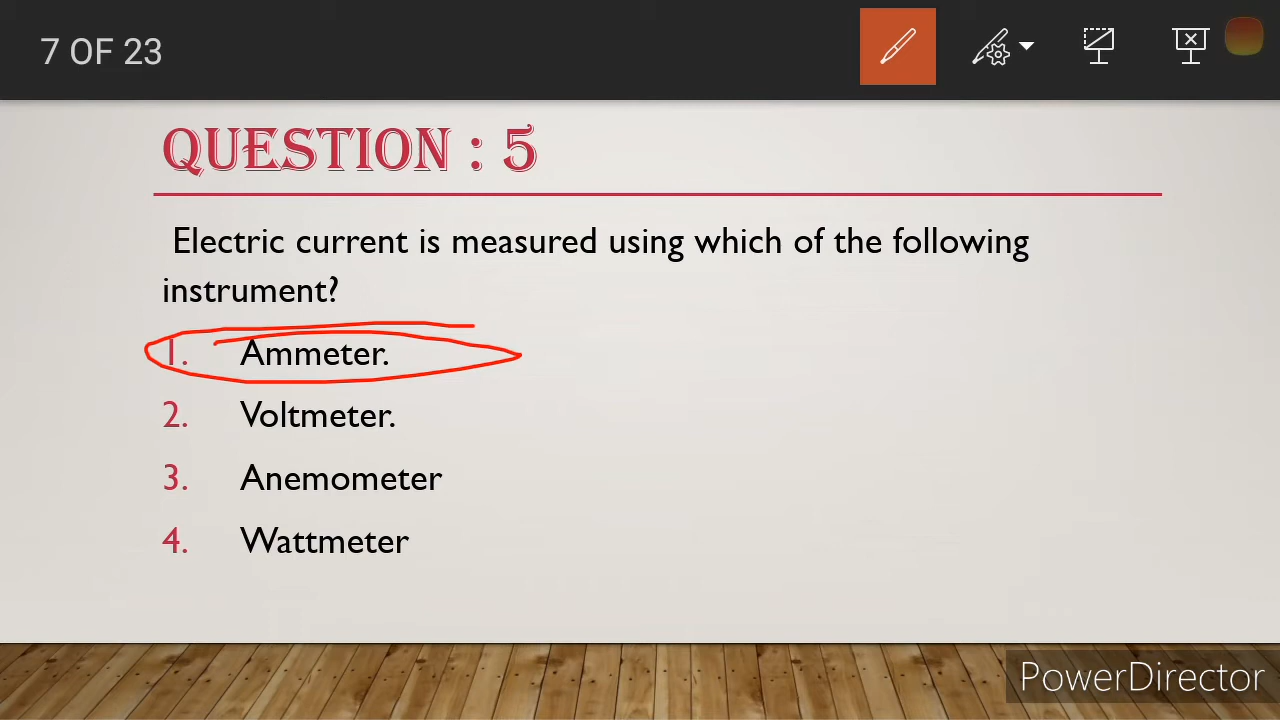 7 OF 23
QUESTION : 5
Electric current is measured using which of the following
instrument?
1. Ammeter.
2. Voltmeter.
3. Anemometer
4. Wattmeter
PowerDirector